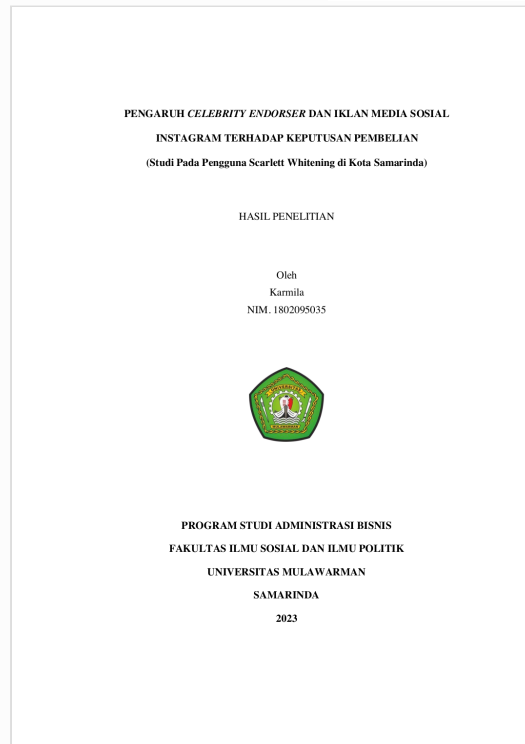 PENGARUH CELEBRITY ENDORSER DAN IKLAN MEDIA SOSIAL
INSTAGRAM TERHADAP KEPUTUSAN PEMBELIAN
(Studi Pada Pengguna Scarlett Whitening di Kota Samarinda)
HASIL PENELITIAN
Oleh
Karmila
NIM. 1802095035
PROGRAM STUDI ADMINISTRASI BISNIS
FAKULTAS ILMU SOSIAL DAN ILMU POLITIK
UNIVERSITAS MULAWARMAN
SAMARINDA
2023